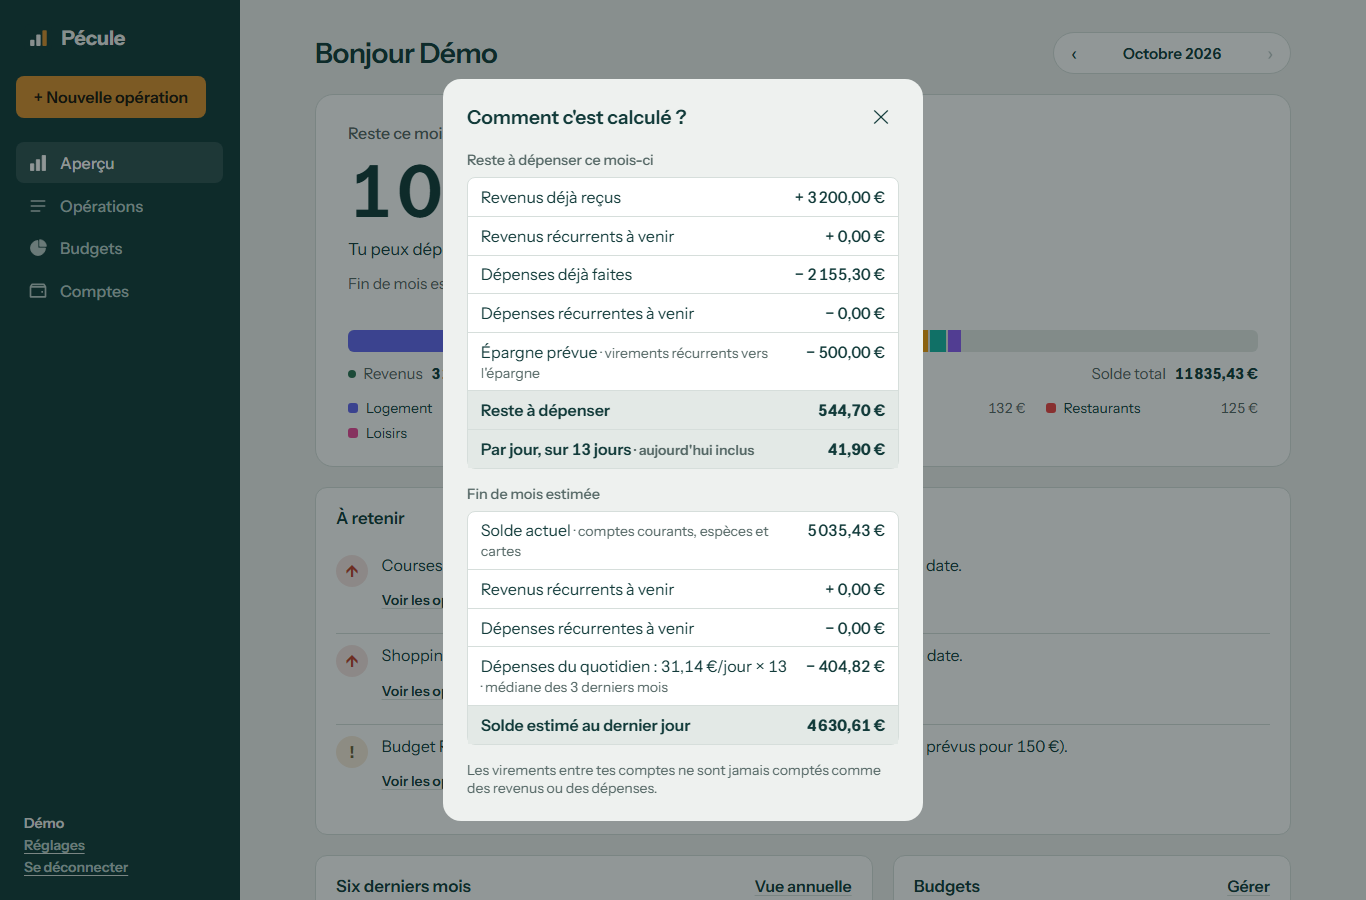 Pécule
+ Nouvelle opération
Aperçu
Opérations
Budgets
Comptes
Démo
Réglages
Se déconnecter
Bonjour Démo
‹ Octobre 2026 ›
Reste ce moi
10
Tu peux dép
Fin de mois es
Revenus 3
Solde total 11 835,43 €
Logement
132 €
Restaurants 125 €
Loisirs
À retenir
Courses
date.
Voir les op
Shoppin
date.
Voir les op
!
Budget
prévus pour 150 €).
Voir les op
Six derniers mois
Vue annuelle
Budgets
Gérer
Comment c'est calculé ?
Reste à dépenser ce mois-ci
Revenus déjà reçus + 3 200,00 €
Revenus récurrents à venir + 0,00 €
Dépenses déjà faites − 2 155,30 €
Dépenses récurrentes à venir − 0,00 €
Épargne prévue · virements récurrents vers − 500,00 €
l'épargne
Reste à dépenser 544,70 €
Par jour, sur 13 jours · aujourd'hui inclus 41,90 €
Fin de mois estimée
Solde actuel · comptes courants, espèces et 5 035,43 €
cartes
Revenus récurrents à venir + 0,00 €
Dépenses récurrentes à venir − 0,00 €
Dépenses du quotidien : 31,14 €/jour × 13 − 404,82 €
· médiane des 3 derniers mois
Solde estimé au dernier jour 4 630,61 €
Les virements entre tes comptes ne sont jamais comptés comme
des revenus ou des dépenses.